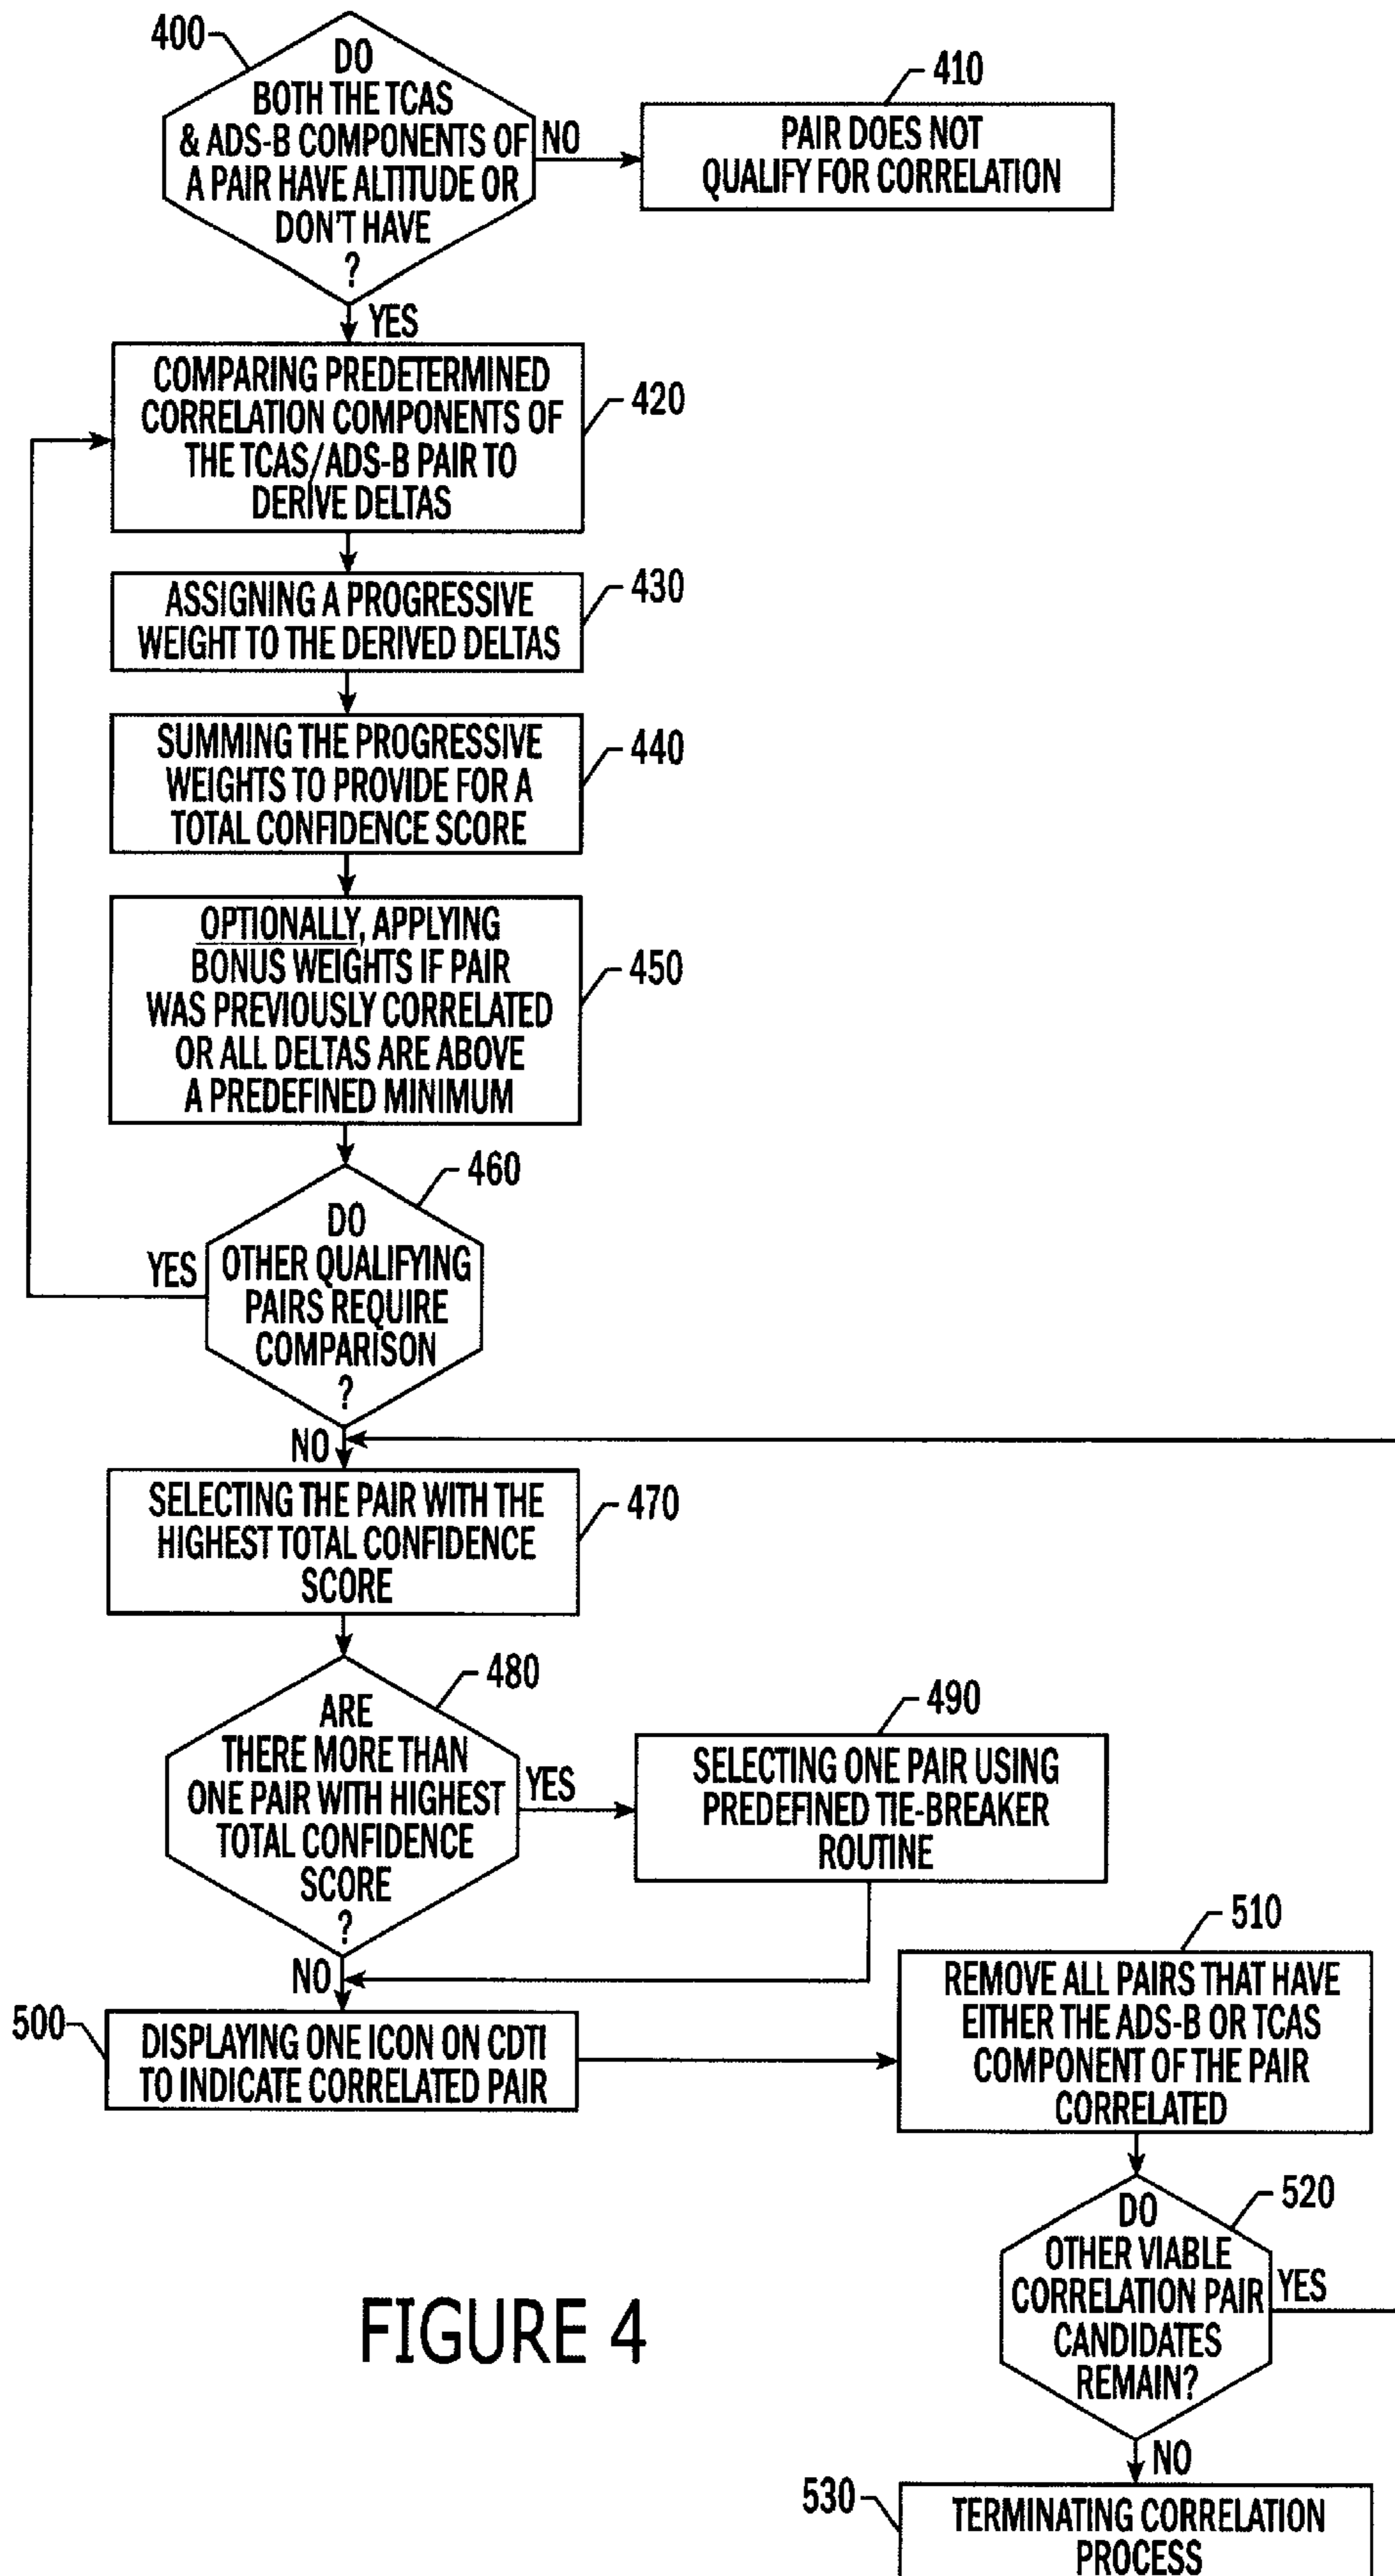 400
DO
BOTH THE TCAS
& ADS-B COMPONENTS OF
A PAIR HAVE ALTITUDE OR
DON'T HAVE
?
NO
410
PAIR DOES NOT
QUALIFY FOR CORRELATION
YES
COMPARING PREDETERMINED
CORRELATION COMPONENTS OF
THE TCAS/ADS-B PAIR TO
DERIVE DELTAS
420
ASSIGNING A PROGRESSIVE
WEIGHT TO THE DERIVED DELTAS
430
SUMMING THE PROGRESSIVE
WEIGHTS TO PROVIDE FOR A
TOTAL CONFIDENCE SCORE
440
OPTIONALLY, APPLYING
BONUS WEIGHTS IF PAIR
WAS PREVIOUSLY CORRELATED
OR ALL DELTAS ARE ABOVE
A PREDEFINED MINIMUM
450
460
DO
OTHER QUALIFYING
PAIRS REQUIRE
COMPARISON
?
YES
NO
SELECTING THE PAIR WITH THE
HIGHEST TOTAL CONFIDENCE
SCORE
470
480
ARE
THERE MORE THAN
ONE PAIR WITH HIGHEST
TOTAL CONFIDENCE
SCORE
?
YES
490
SELECTING ONE PAIR USING
PREDEFINED TIE-BREAKER
ROUTINE
NO
500
DISPLAYING ONE ICON ON CDTI
TO INDICATE CORRELATED PAIR
510
REMOVE ALL PAIRS THAT HAVE
EITHER THE ADS-B OR TCAS
COMPONENT OF THE PAIR
CORRELATED
520
DO
OTHER VIABLE
CORRELATION PAIR
CANDIDATES
REMAIN?
YES
NO
FIGURE 4
530
TERMINATING CORRELATION
PROCESS